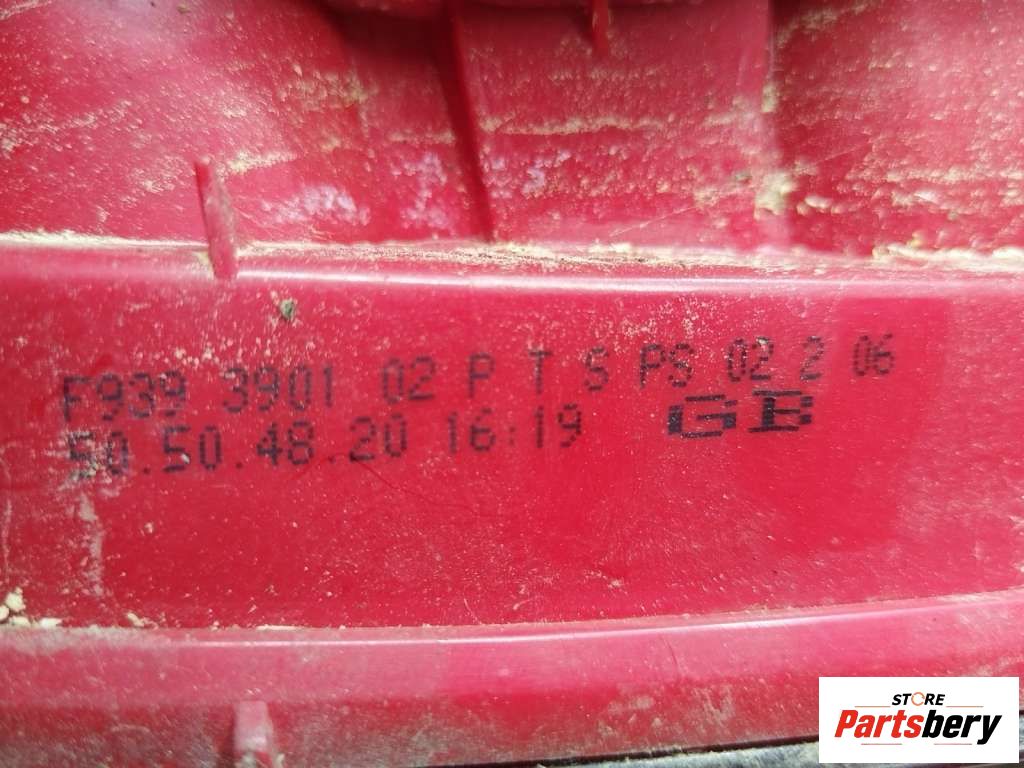 F939 3901 02 P T S PS 02 2 06
50.50.48.20 16:19 GB
STORE
Partsbery